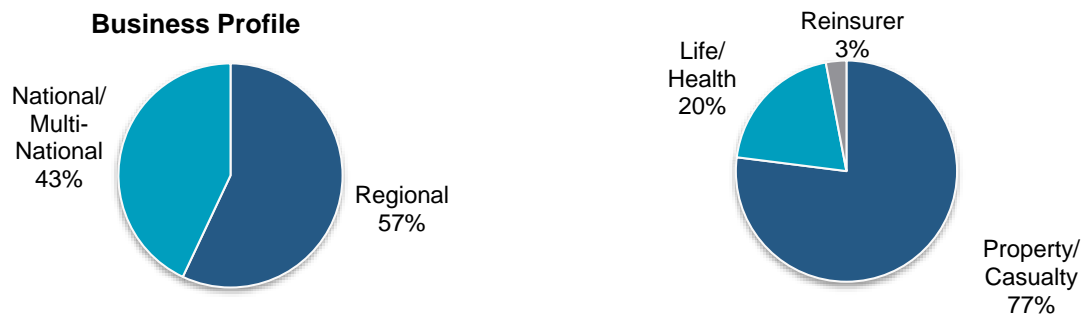 Business Profile
National/
Multi-
National
43%
Regional
57%
Reinsurer
3%
Life/
Health
20%
Property/
Casualty
77%